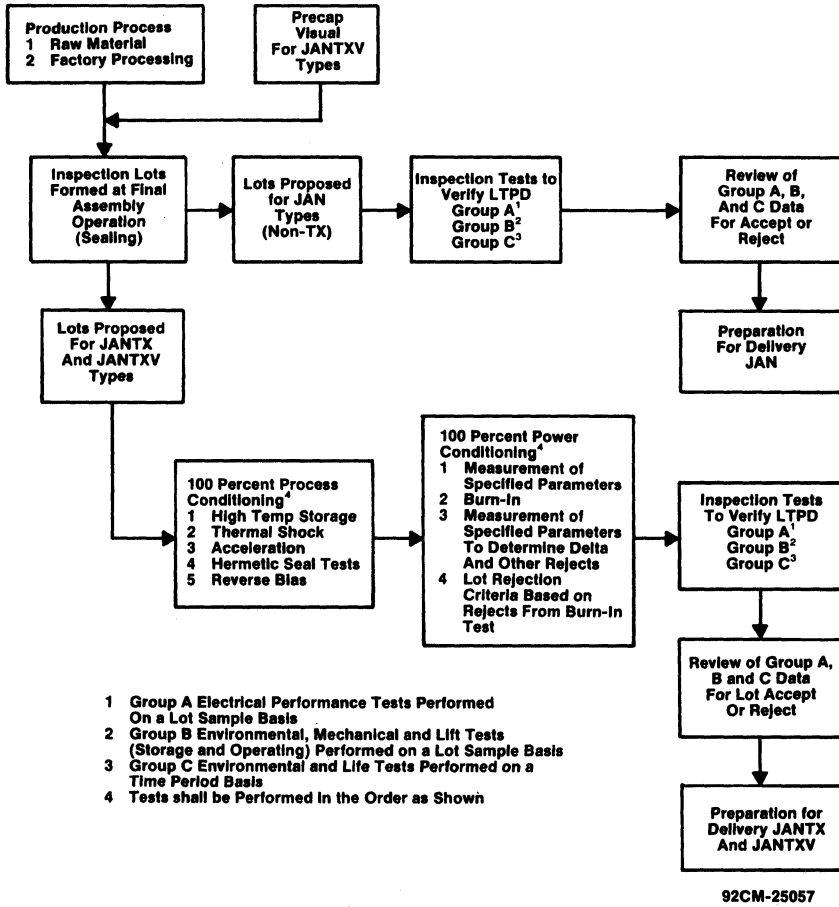 Production Process
1 Raw Material
2 Factory Processing
Precap
Visual
For JANTXV
Types
Inspection Lots
Formed at Final
Assembly
Operation
(Sealing)
Lots Proposed
for JAN
Types
(Non-TX)
Inspection Tests to
Verify LTPD
Group A¹
Group B²
Group C³
Review of
Group A, B,
And C Data
For Accept or
Reject
Preparation
For Delivery
JAN
Lots Proposed
For JANTX
And JANTXV
Types
100 Percent Process
Conditioning⁴
1 High Temp Storage
2 Thermal Shock
3 Acceleration
4 Hermetic Seal Tests
5 Reverse Bias
100 Percent Power
Conditioning⁴
1 Measurement of
Specified Parameters
2 Burn-In
3 Measurement of
Specified Parameters
To Determine Delta
And Other Rejects
4 Lot Rejection
Criteria Based on
Rejects From Burn-In
Test
Inspection Tests
To Verify LTPD
Group A¹
Group B²
Group C³
Review of Group A,
B and C Data
For Lot Accept
Or Reject
Preparation for
Delivery JANTX
And JANTXV
1 Group A Electrical Performance Tests Performed
On a Lot Sample Basis
2 Group B Environmental, Mechanical and Lift Tests
(Storage and Operating) Performed on a Lot Sample Basis
3 Group C Environmental and Life Tests Performed on a
Time Period Basis
4 Tests shall be Performed In the Order as Shown
92CM-25057